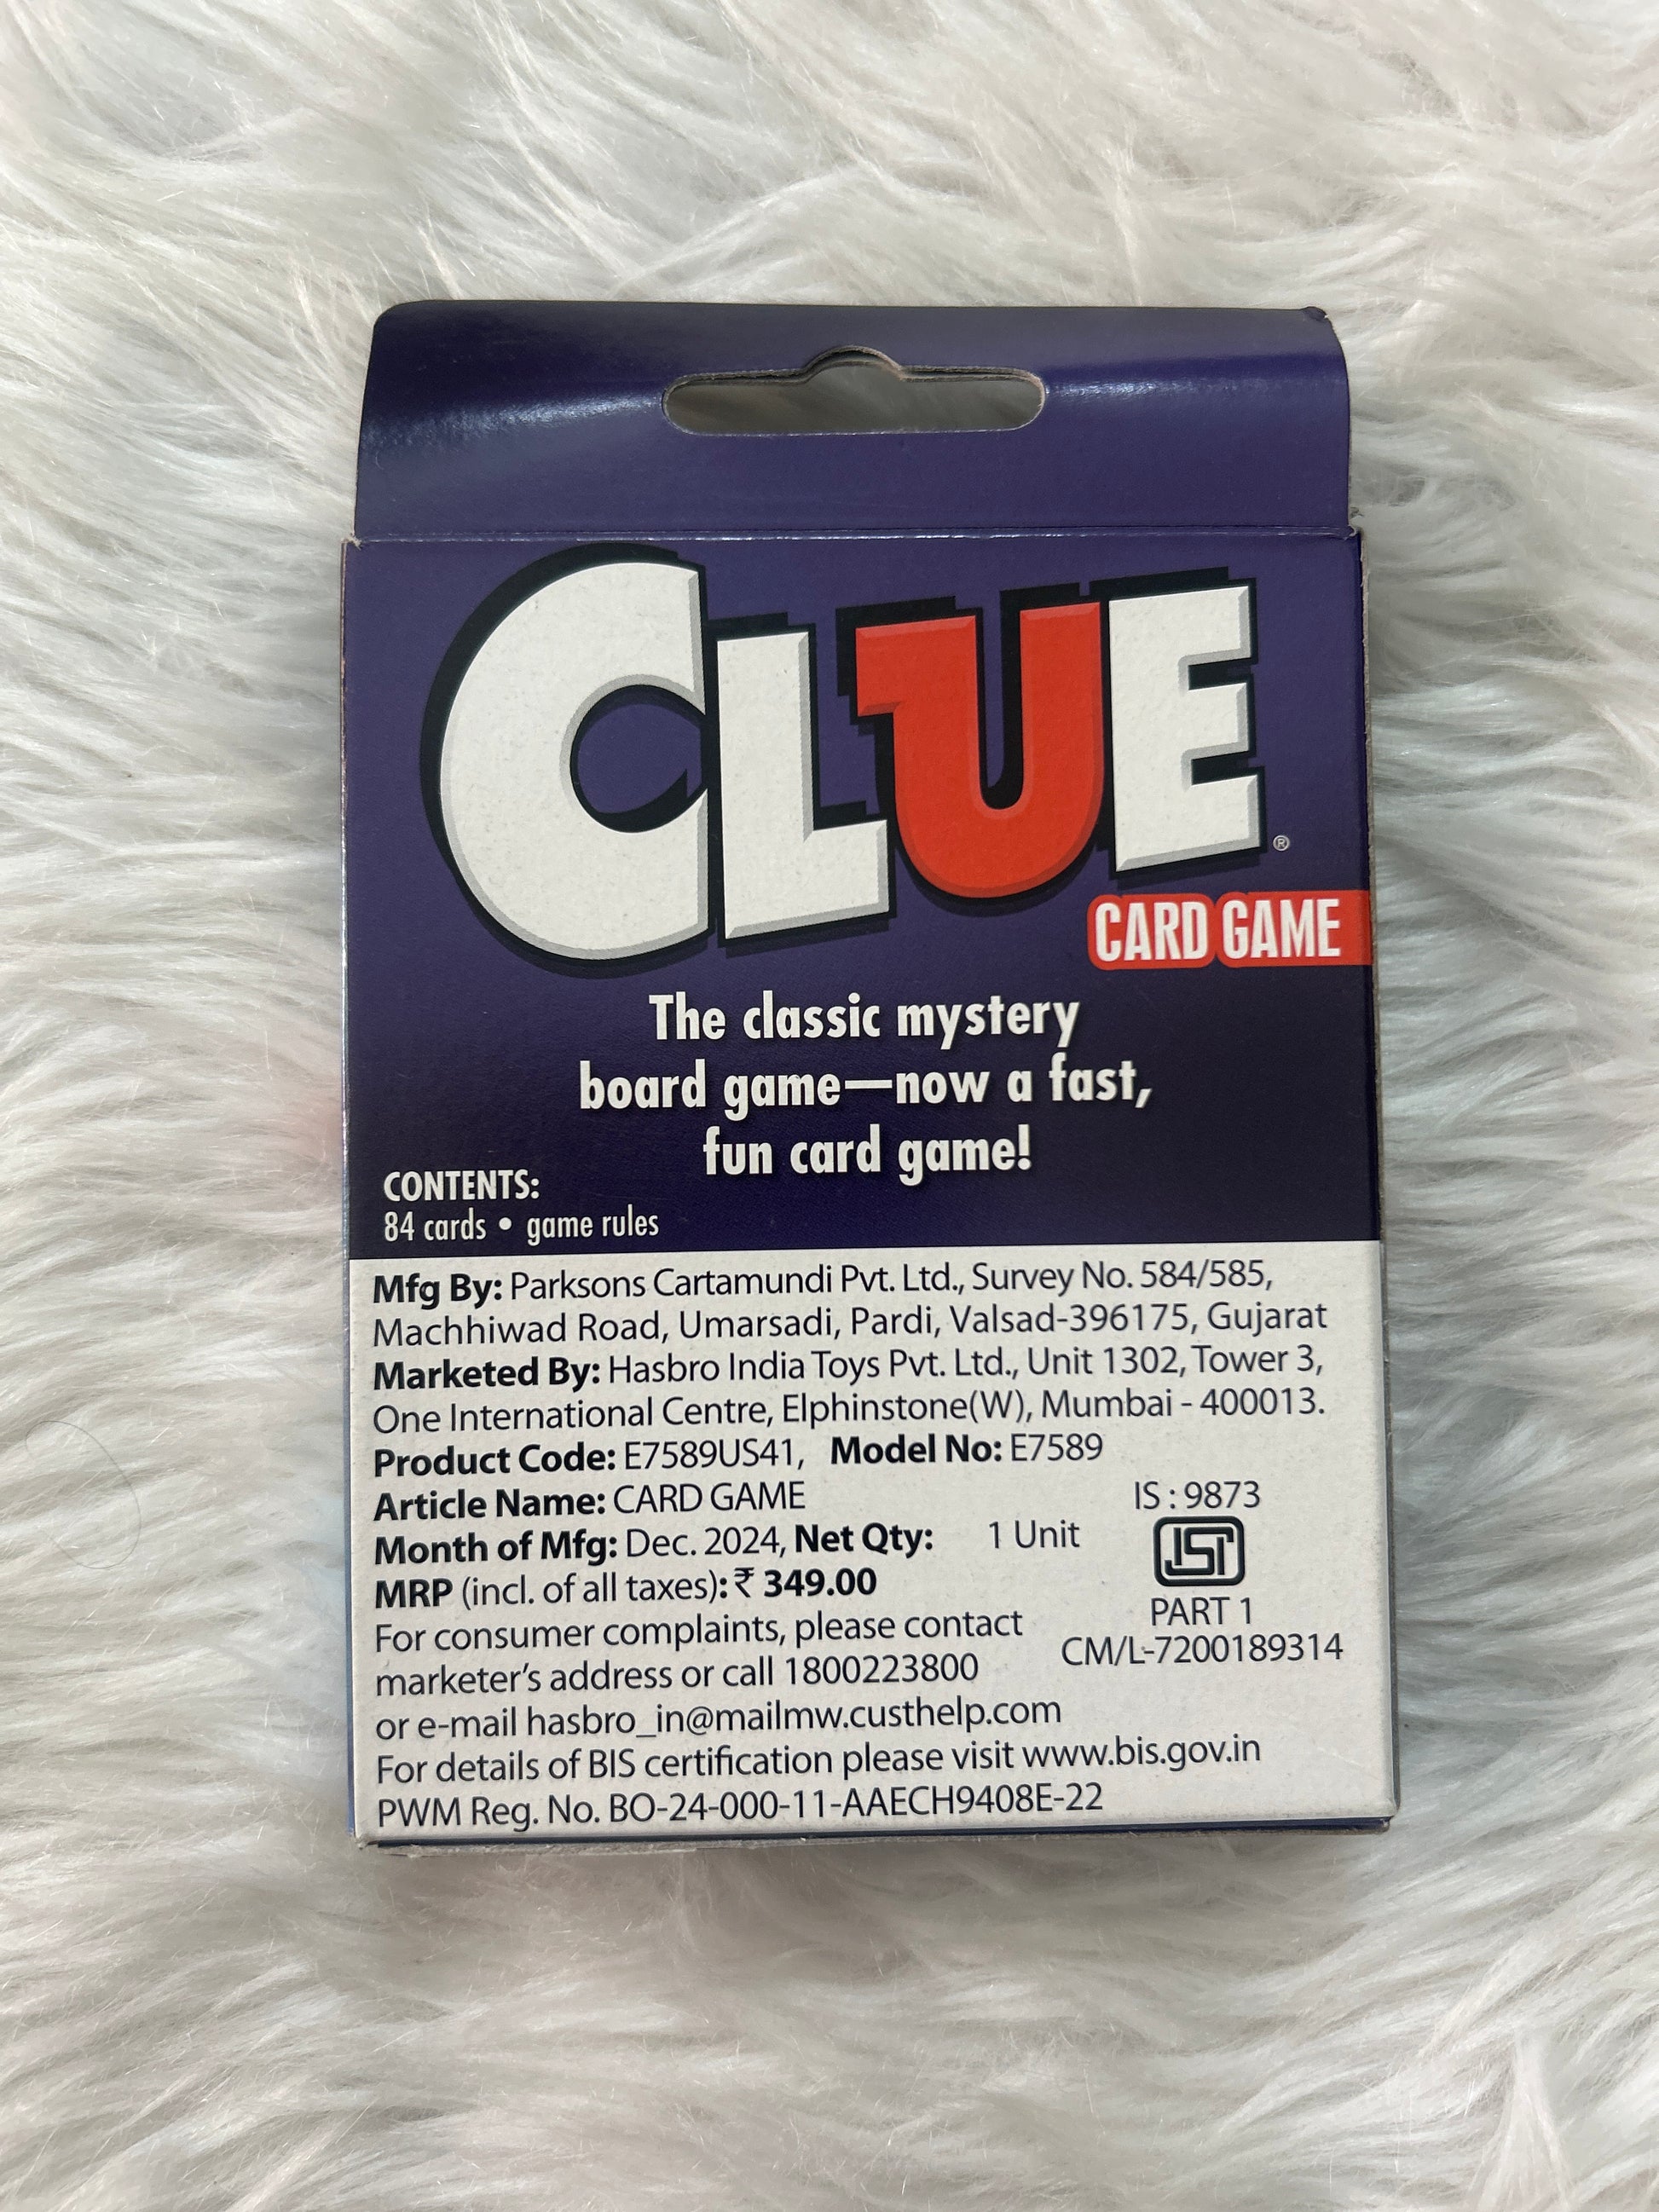 CLUE®
CARD GAME
The classic mystery
board game—now a fast,
fun card game!
CONTENTS:
84 cards • game rules
Mfg By: Parksons Cartamundi Pvt. Ltd., Survey No. 584/585,
Machhiwad Road, Umarsadi, Pardi, Valsad-396175, Gujarat
Marketed By: Hasbro India Toys Pvt. Ltd., Unit 1302, Tower 3,
One International Centre, Elphinstone(W), Mumbai - 400013.
Product Code: E7589US41, Model No: E7589
Article Name: CARD GAME
Month of Mfg: Dec. 2024, Net Qty: 1 Unit
MRP (incl. of all taxes): ₹ 349.00
For consumer complaints, please contact
marketer's address or call 1800223800
or e-mail hasbro_in@mailmw.custhelp.com
For details of BIS certification please visit www.bis.gov.in
PWM Reg. No. BO-24-000-11-AAECH9408E-22
IS : 9873
ISI
PART 1
CM/L-7200189314